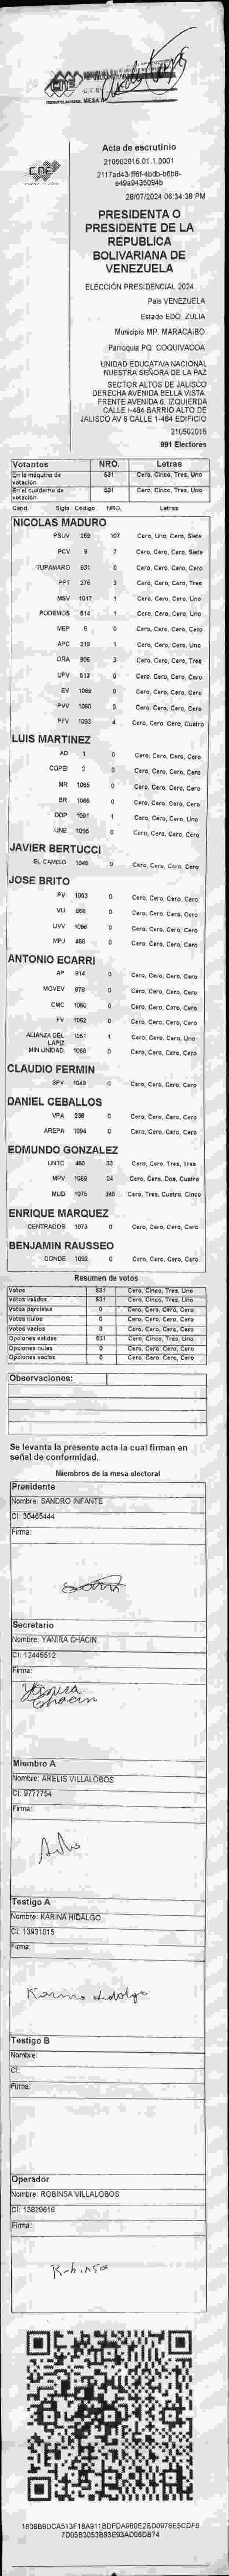 CNE
Acta de escrutinio
210502015.01.1.0001
2117ad43-ff6f-4bdb-b6b8-
e49a9435094b
28/07/2024 06:34:38 PM
PRESIDENTA O
PRESIDENTE DE LA
REPUBLICA
BOLIVARIANA DE
VENEZUELA
ELECCIÓN PRESIDENCIAL 2024
País VENEZUELA
Estado EDO. ZULIA
Municipio MP. MARACAIBO
Parroquia PQ. COQUIVACOA
UNIDAD EDUCATIVA NACIONAL
NUESTRA SEÑORA DE LA PAZ
SECTOR ALTOS DE JALISCO
DERECHA AVENIDA BELLA VISTA.
FRENTE AVENIDA 6. IZQUIERDA
CALLE I-484 BARRIO ALTO DE
JALISCO AV 6 CALLE 1-484 EDIFICIO
210502015
991 Electores
Votantes NRO. Letras
En la máquina de votación 531 Cero, Cinco, Tres, Uno
En el cuaderno de votación 531 Cero, Cinco, Tres, Uno
Cand. Sigla Código NRO. Letras
NICOLAS MADURO
PSUV 268 107 Cero, Uno, Cero, Siete
PCV 9 7 Cero, Cero, Cero, Siete
TUPAMARO 931 0 Cero, Cero, Cero, Cero
PPT 276 3 Cero, Cero, Cero, Tres
MSV 1017 1 Cero, Cero, Cero, Uno
PODEMOS 514 1 Cero, Cero, Cero, Uno
MEP 5 0 Cero, Cero, Cero, Cero
APC 219 1 Cero, Cero, Cero, Uno
ORA 906 3 Cero, Cero, Cero, Tres
UPV 613 0 Cero, Cero, Cero, Cero
EV 1089 0 Cero, Cero, Cero, Cero
PVV 1090 0 Cero, Cero, Cero, Cero
PFV 1093 4 Cero, Cero, Cero, Cuatro
LUIS MARTINEZ
AD 1 0 Cero, Cero, Cero, Cero
COPEI 2 0 Cero, Cero, Cero, Cero
MR 1065 0 Cero, Cero, Cero, Cero
BR 1086 0 Cero, Cero, Cero, Cero
DDP 1091 1 Cero, Cero, Cero, Uno
UNE 1095 0 Cero, Cero, Cero, Cero
JAVIER BERTUCCI
EL CAMBIO 1048 0 Cero, Cero, Cero, Cero
JOSE BRITO
PV 1053 0 Cero, Cero, Cero, Cero
VU 868 0 Cero, Cero, Cero, Cero
UVV 1096 0 Cero, Cero, Cero, Cero
MPJ 458 0 Cero, Cero, Cero, Cero
ANTONIO ECARRI
AP 914 0 Cero, Cero, Cero, Cero
MOVEV 978 0 Cero, Cero, Cero, Cero
CMC 1060 0 Cero, Cero, Cero, Cero
FV 1062 0 Cero, Cero, Cero, Cero
ALIANZA DEL LAPIZ 1051 1 Cero, Cero, Cero, Uno
MIN UNIDAD 1068 0 Cero, Cero, Cero, Cero
CLAUDIO FERMIN
SPV 1049 0 Cero, Cero, Cero, Cero
DANIEL CEBALLOS
VPA 236 0 Cero, Cero, Cero, Cero
AREPA 1094 0 Cero, Cero, Cero, Cero
EDMUNDO GONZALEZ
UNTC 460 33 Cero, Cero, Tres, Tres
MPV 1069 24 Cero, Cero, Dos, Cuatro
MUD 1075 345 Cero, Tres, Cuatro, Cinco
ENRIQUE MARQUEZ
CENTRADOS 1073 0 Cero, Cero, Cero, Cero
BENJAMIN RAUSSEO
CONDE 1092 0 Cero, Cero, Cero, Cero
Resumen de votos
Votos 531 Cero, Cinco, Tres, Uno
Votos validos 531 Cero, Cinco, Tres, Uno
Votos parciales 0 Cero, Cero, Cero, Cero
Votos nulos 0 Cero, Cero, Cero, Cero
Votos vacios 0 Cero, Cero, Cero, Cero
Opciones validas 531 Cero, Cinco, Tres, Uno
Opciones nulas 0 Cero, Cero, Cero, Cero
Opciones vacias 0 Cero, Cero, Cero, Cero
Observaciones:
Se levanta la presente acta la cual firman en
señal de conformidad.
Miembros de la mesa electoral
Presidente
Nombre: SANDRO INFANTE
CI: 30465444
Firma:
Secretario
Nombre: YANIRA CHACIN
CI: 12445512
Firma:
Yanira
Chacin
Miembro A
Nombre: ARELIS VILLALOBOS
CI: 9777754
Firma:
Testigo A
Nombre: KARINA HIDALGO
CI: 13931015
Firma:
Karina Hidalgo
Testigo B
Nombre:
CI:
Firma:
Operador
Nombre: ROBINSA VILLALOBOS
CI: 13829616
Firma:
Robinsa
1839B9DCA513F18A911BDFDA980E2BD0976E5CDF9
7D05B3053B93E93AD05DB74